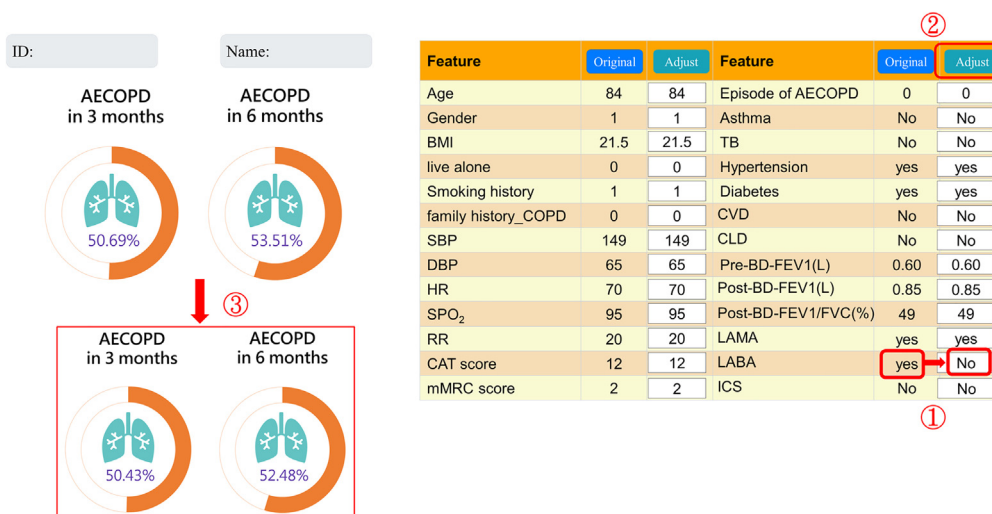 ID:
Name:
AECOPD
in 3 months
AECOPD
in 6 months
50.69%
53.51%
③
AECOPD
in 3 months
AECOPD
in 6 months
50.43%
52.48%
②
Feature Original Adjust Feature Original Adjust
Age 84 84 Episode of AECOPD 0 0
Gender 1 1 Asthma No No
BMI 21.5 21.5 TB No No
live alone 0 0 Hypertension yes yes
Smoking history 1 1 Diabetes yes yes
family history_COPD 0 0 CVD No No
SBP 149 149 CLD No No
DBP 65 65 Pre-BD-FEV1(L) 0.60 0.60
HR 70 70 Post-BD-FEV1(L) 0.85 0.85
SPO₂ 95 95 Post-BD-FEV1/FVC(%) 49 49
RR 20 20 LAMA yes yes
CAT score 12 12 LABA yes No
mMRC score 2 2 ICS No No
①